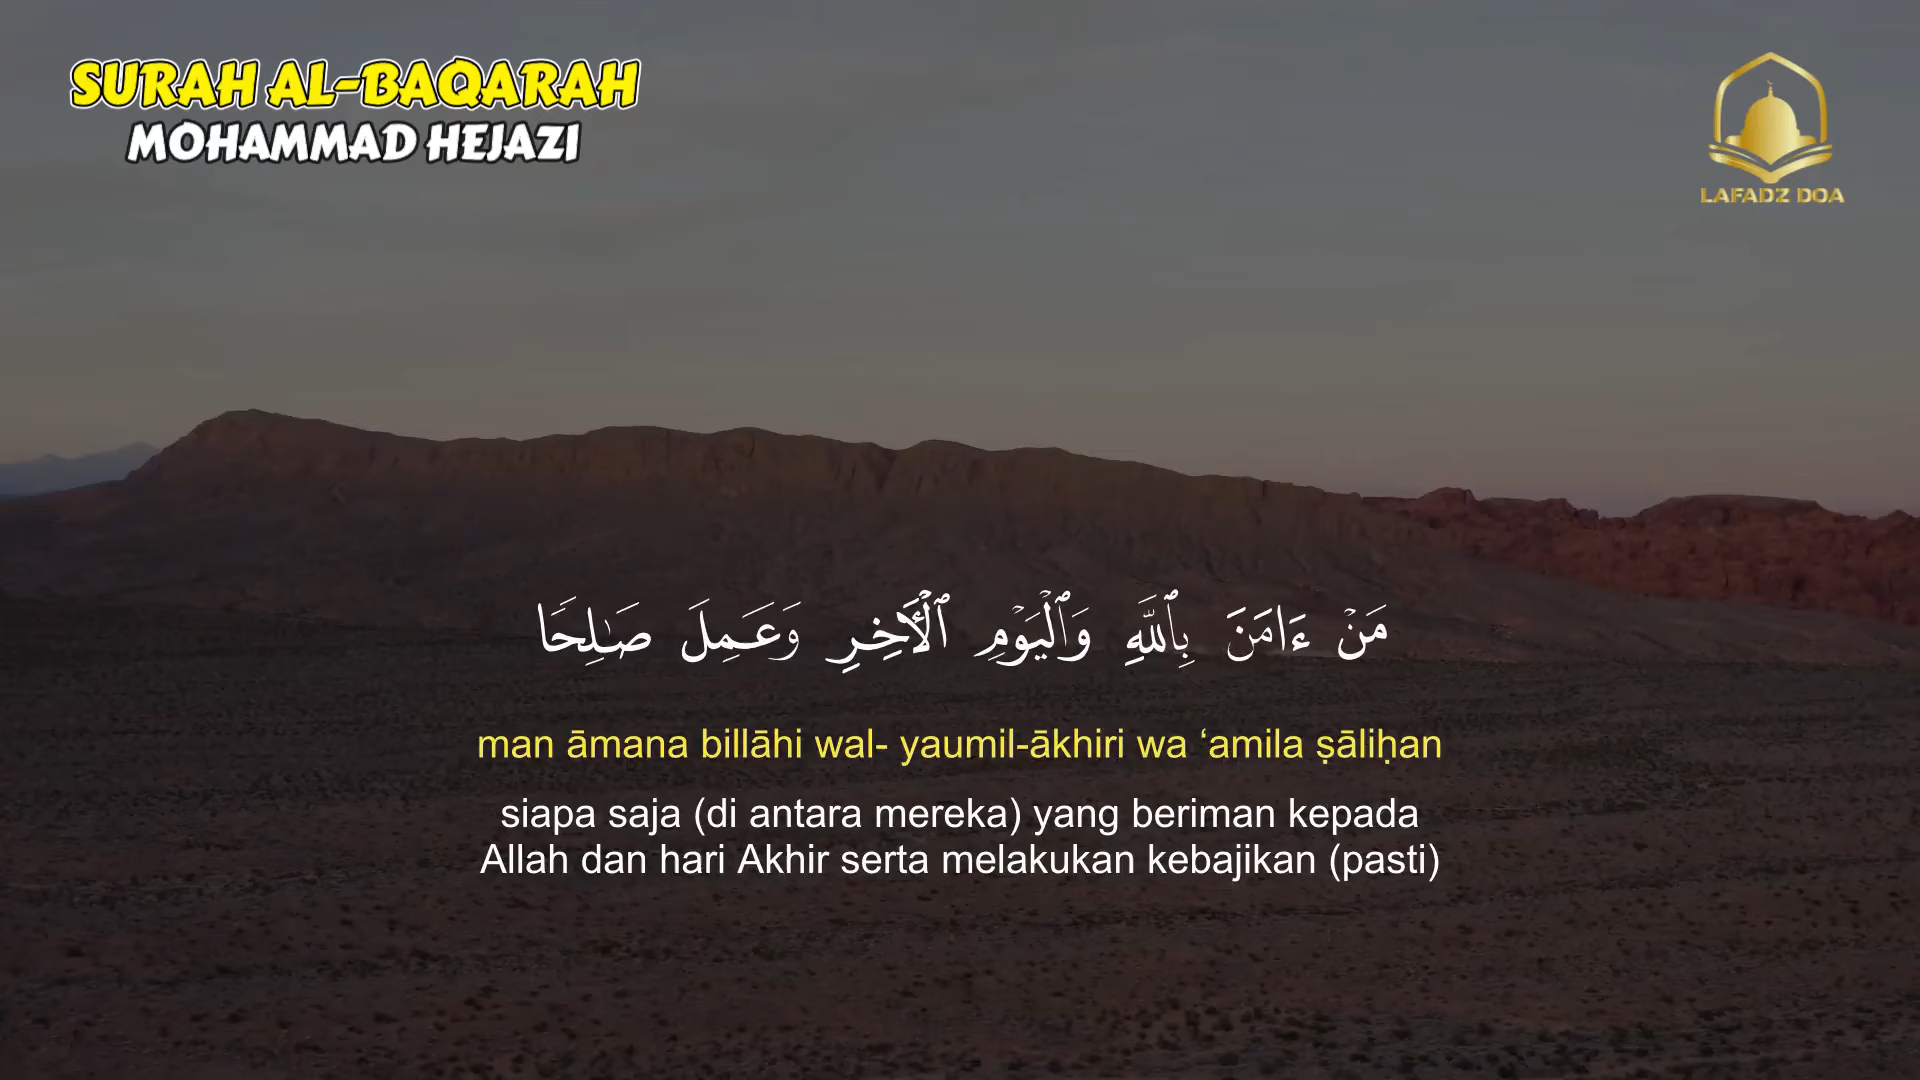 SURAH AL-BAQARAH
MOHAMMAD HEJAZI
LAFADZ DOA
مَنْ ءَامَنَ بِٱللَّهِ وَٱلْيَوْمِ ٱلْأَخِرِ وَعَمِلَ صَـٰلِحًا
man āmana billāhi wal- yaumil-ākhiri wa ‘amila ṣāliḥan
siapa saja (di antara mereka) yang beriman kepada
Allah dan hari Akhir serta melakukan kebajikan (pasti)